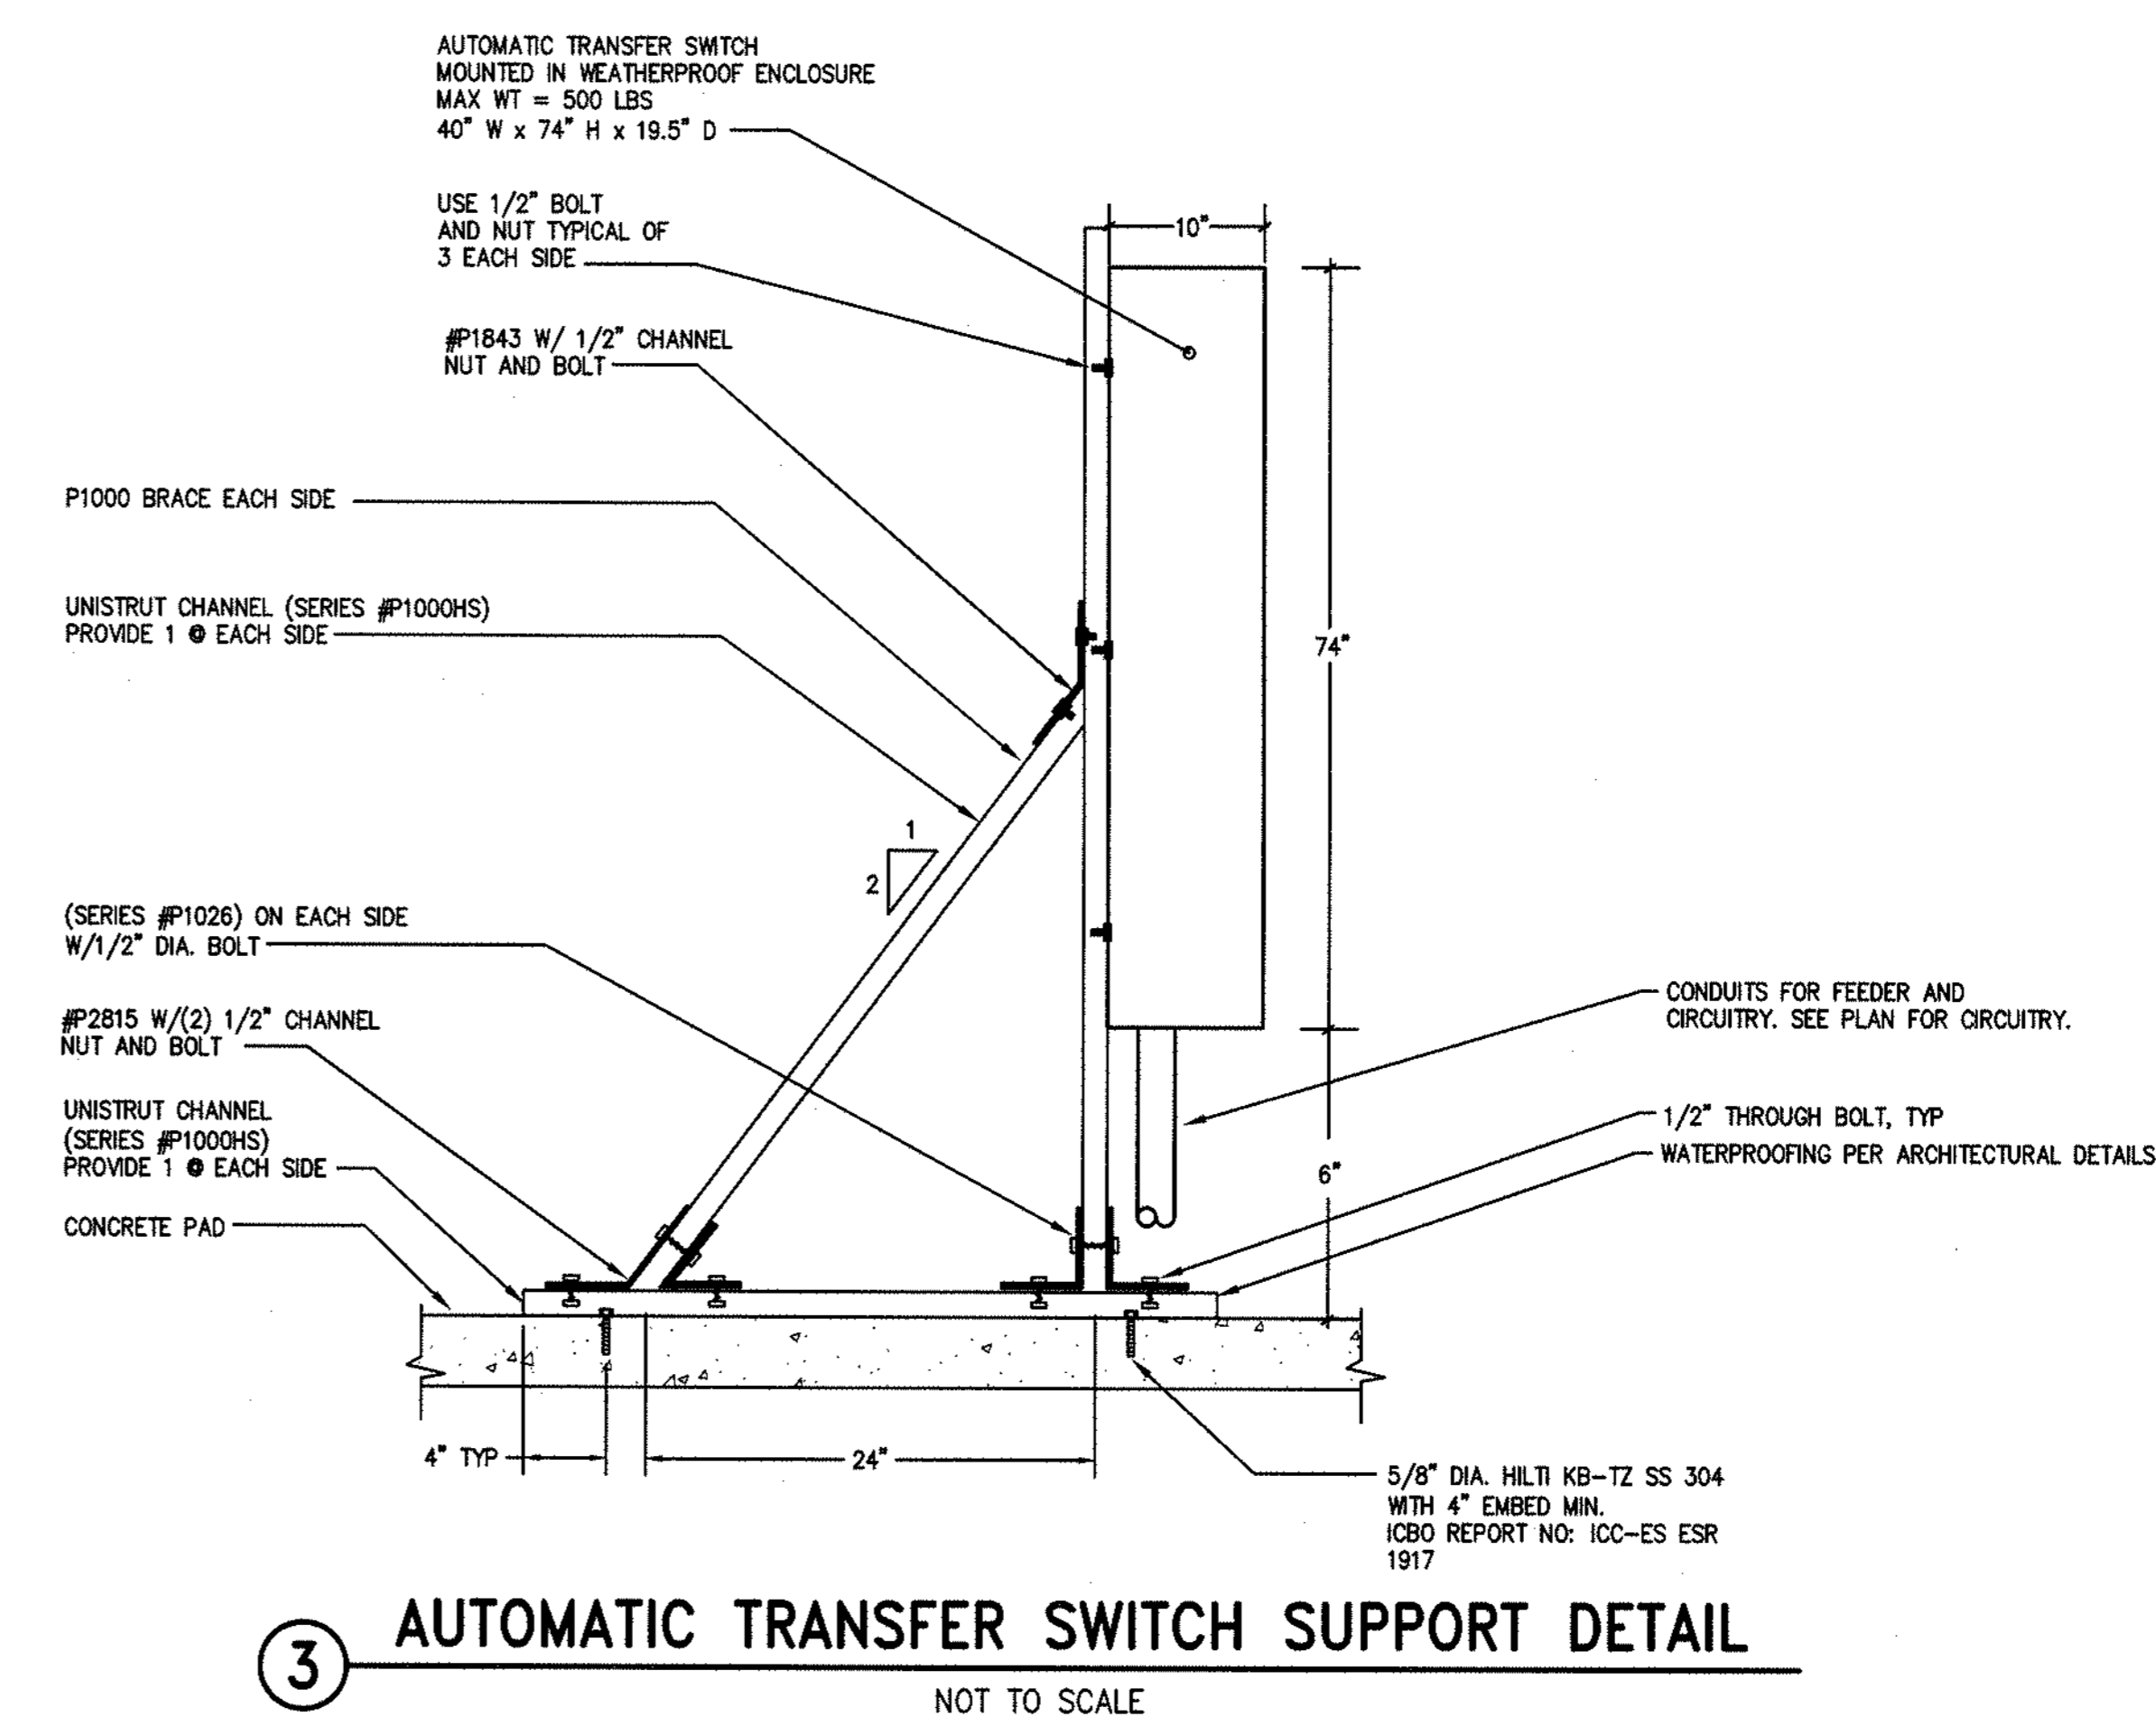 AUTOMATIC TRANSFER SWITCH
MOUNTED IN WEATHERPROOF ENCLOSURE
MAX WT = 500 LBS
40" W x 74" H x 19.5" D
USE 1/2" BOLT
AND NUT TYPICAL OF
3 EACH SIDE
10"
#P1843 W/ 1/2" CHANNEL
NUT AND BOLT
P1000 BRACE EACH SIDE
UNISTRUT CHANNEL (SERIES #P1000HS)
PROVIDE 1 @ EACH SIDE
74"
1
2
(SERIES #P1026) ON EACH SIDE
W/1/2" DIA. BOLT
#P2815 W/(2) 1/2" CHANNEL
NUT AND BOLT
UNISTRUT CHANNEL
(SERIES #P1000HS)
PROVIDE 1 @ EACH SIDE
CONCRETE PAD
CONDUITS FOR FEEDER AND
CIRCUITRY. SEE PLAN FOR CIRCUITRY.
1/2" THROUGH BOLT, TYP
WATERPROOFING PER ARCHITECTURAL DETAILS
6"
4" TYP
24"
5/8" DIA. HILTI KB-TZ SS 304
WITH 4" EMBED MIN.
ICBO REPORT NO: ICC-ES ESR
1917
3
AUTOMATIC TRANSFER SWITCH SUPPORT DETAIL
NOT TO SCALE